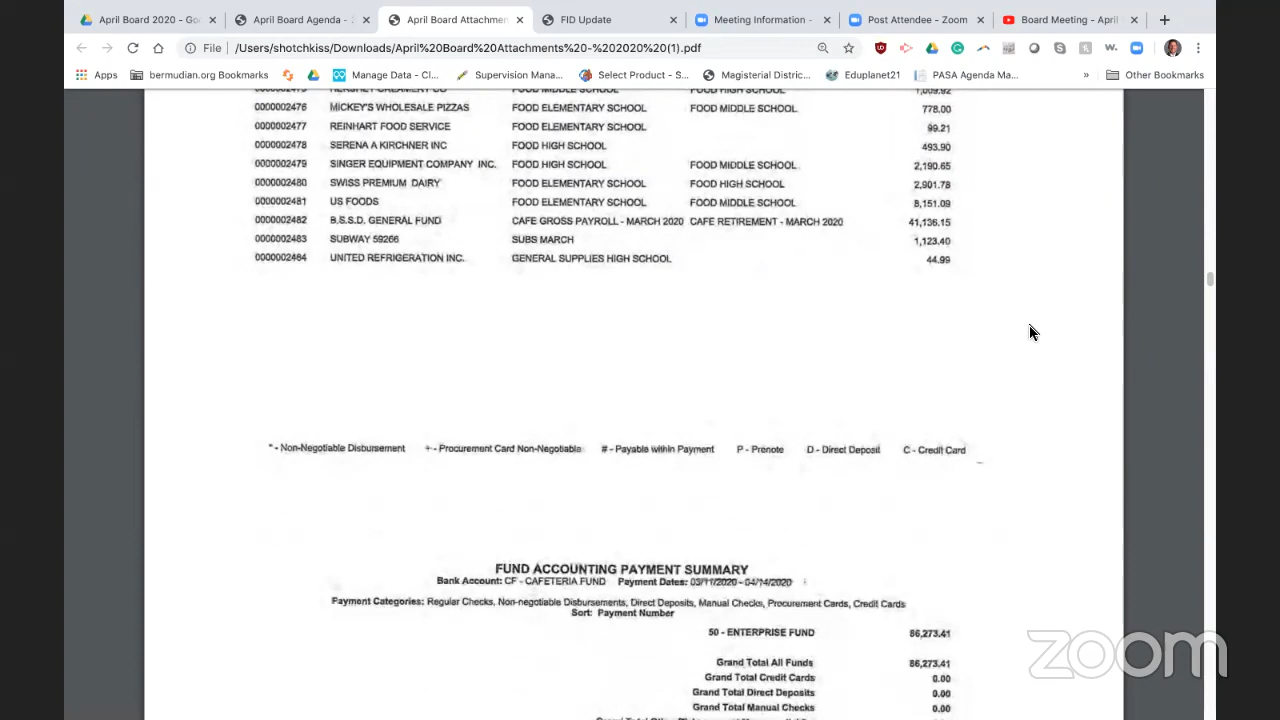 April Board 2020 - Go
April Board Agenda -
April Board Attachmen
FID Update
Meeting Information -
Post Attendee - Zoom
Board Meeting - April
File
/Users/shotchkiss/Downloads/April%20Board%20Attachments%20-%202020%20(1).pdf
Apps
bermudian.org Bookmarks
Manage Data - Cl...
Supervision Mana...
Select Product - S...
Magisterial Distric...
Eduplanet21
PASA Agenda Ma...
»
Other Bookmarks
0000002476 MICKEY'S WHOLESALE PIZZAS FOOD ELEMENTARY SCHOOL FOOD MIDDLE SCHOOL 778.00
0000002477 REINHART FOOD SERVICE FOOD ELEMENTARY SCHOOL 99.21
0000002478 SERENA A KIRCHNER INC FOOD HIGH SCHOOL 493.90
0000002479 SINGER EQUIPMENT COMPANY INC. FOOD HIGH SCHOOL FOOD MIDDLE SCHOOL 2,190.65
0000002480 SWISS PREMIUM DAIRY FOOD ELEMENTARY SCHOOL FOOD HIGH SCHOOL 2,901.78
0000002481 US FOODS FOOD ELEMENTARY SCHOOL FOOD MIDDLE SCHOOL 8,151.09
0000002482 B.S.S.D. GENERAL FUND CAFE GROSS PAYROLL - MARCH 2020 CAFE RETIREMENT - MARCH 2020 41,136.15
0000002483 SUBWAY 59266 SUBS MARCH 1,123.40
0000002484 UNITED REFRIGERATION INC. GENERAL SUPPLIES HIGH SCHOOL 44.99
* - Non-Negotiable Disbursement + - Procurement Card Non-Negotiable # - Payable within Payment P - Prenote D - Direct Deposit C - Credit Card
FUND ACCOUNTING PAYMENT SUMMARY
Bank Account: CF - CAFETERIA FUND Payment Dates: 03/11/2020 - 04/14/2020
Payment Categories: Regular Checks, Non-negotiable Disbursements, Direct Deposits, Manual Checks, Procurement Cards, Credit Cards
Sort: Payment Number
50 - ENTERPRISE FUND 86,273.41
Grand Total All Funds 86,273.41
Grand Total Credit Cards 0.00
Grand Total Direct Deposits 0.00
Grand Total Manual Checks 0.00
zoom